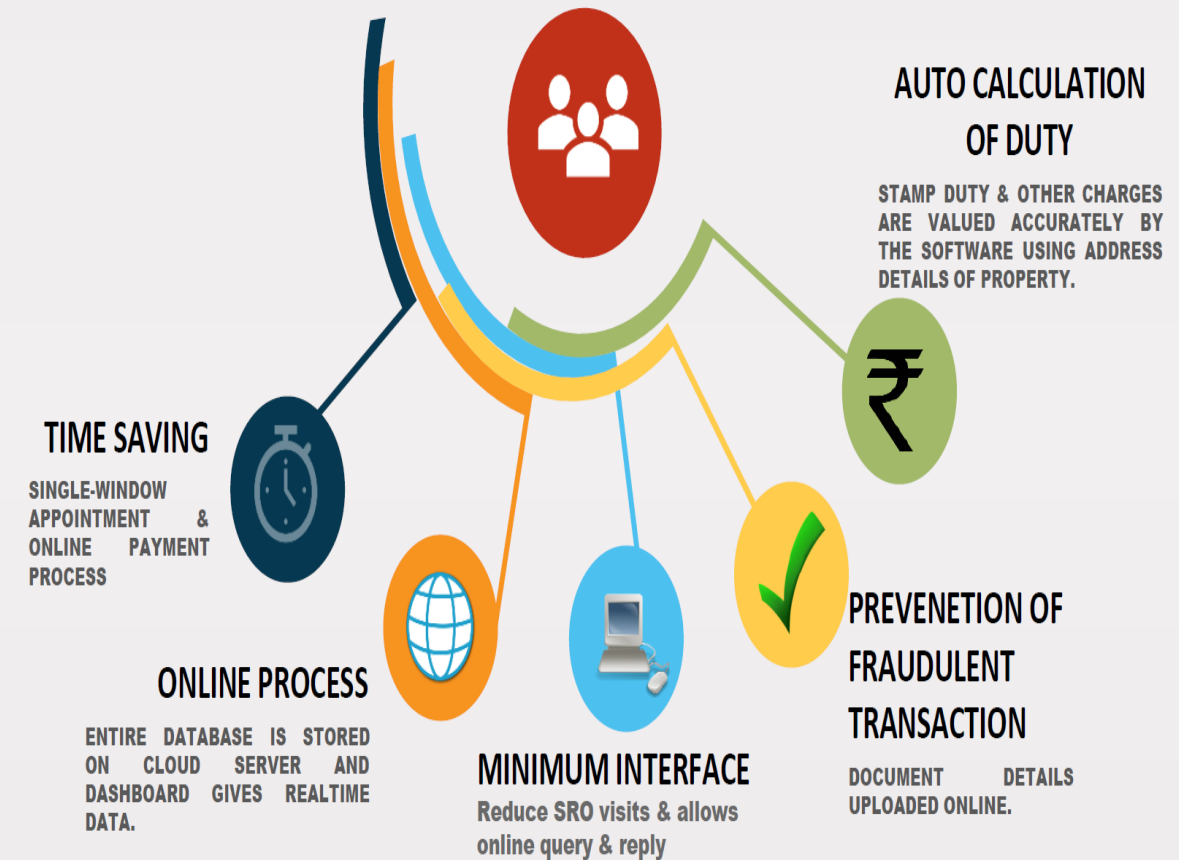 AUTO CALCULATION
OF DUTY
STAMP DUTY & OTHER CHARGES
ARE VALUED ACCURATELY BY
THE SOFTWARE USING ADDRESS
DETAILS OF PROPERTY.
₹
TIME SAVING
SINGLE-WINDOW
APPOINTMENT &
ONLINE PAYMENT
PROCESS
ONLINE PROCESS
ENTIRE DATABASE IS STORED
ON CLOUD SERVER AND
DASHBOARD GIVES REALTIME
DATA.
MINIMUM INTERFACE
Reduce SRO visits & allows
online query & reply
PREVENETION OF
FRAUDULENT
TRANSACTION
DOCUMENT DETAILS
UPLOADED ONLINE.